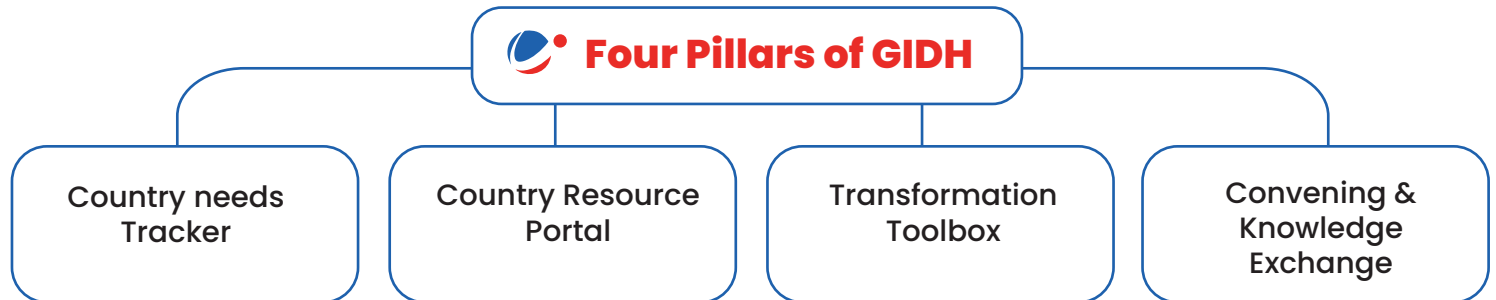 Four Pillars of GIDH
Country needs
Tracker
Country Resource
Portal
Transformation
Toolbox
Convening &
Knowledge
Exchange